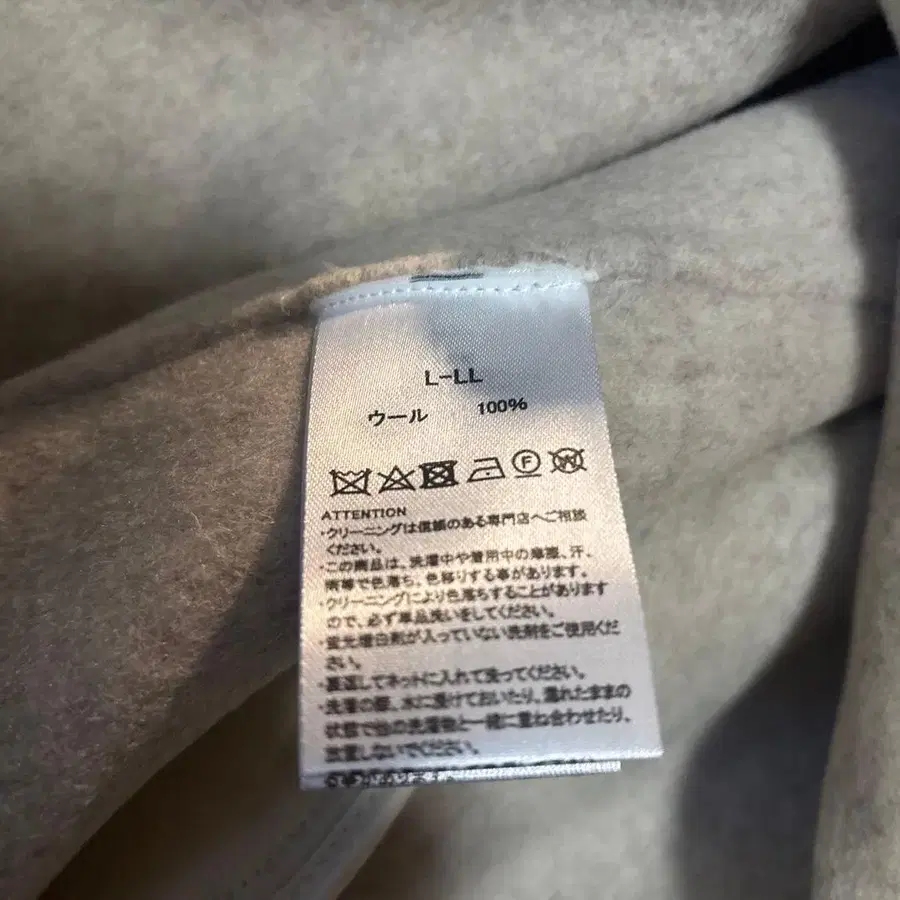 L-LL
ウール 100%
F
W
ATTENTION
・クリーニングは信頼のある専門店へご相談
ください。
・この商品は、洗濯中や着用中の摩擦、汗、
雨等で色落ち、色移りする事があります。
・クリーニングにより色落ちすることがあります
ので、必ず単品洗いをしてください。
・蛍光増白剤が入っていない洗剤をご使用くだ
さい。
・裏返してネットに入れて洗ってください。
・洗濯の際、水に浸けておいたり、濡れたままの
状態で他の洗濯物と一緒に重ね合わせたり、
放置しないでください。